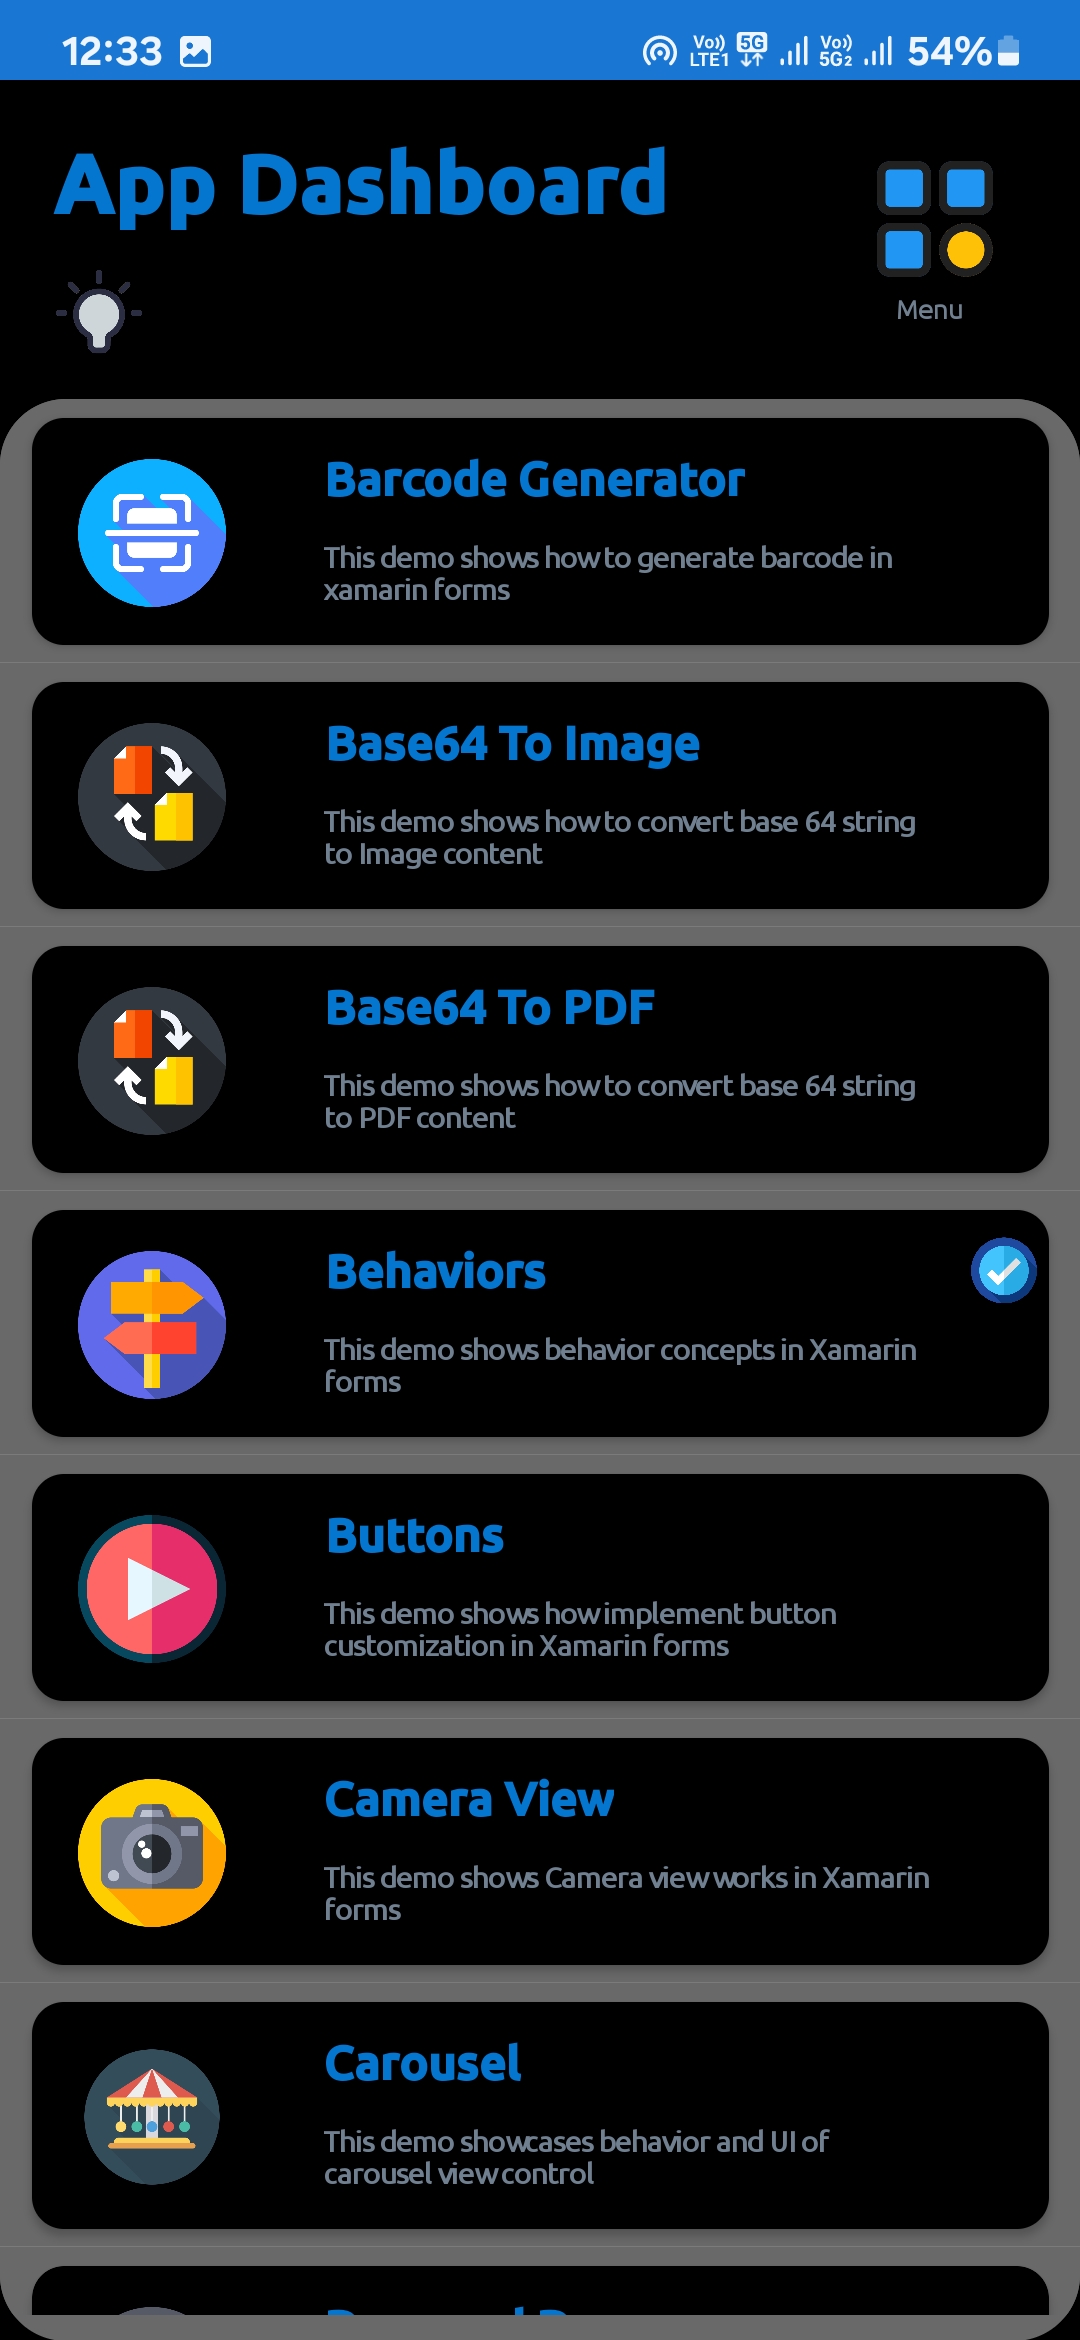 12:33 Vo)) LTE1 5G Vo)) 5G2 54%
App Dashboard
Menu
Barcode Generator
This demo shows how to generate barcode in
xamarin forms
Base64 To Image
This demo shows how to convert base 64 string
to Image content
Base64 To PDF
This demo shows how to convert base 64 string
to PDF content
Behaviors
This demo shows behavior concepts in Xamarin
forms
Buttons
This demo shows how implement button
customization in Xamarin forms
Camera View
This demo shows Camera view works in Xamarin
forms
Carousel
This demo showcases behavior and UI of
carousel view control